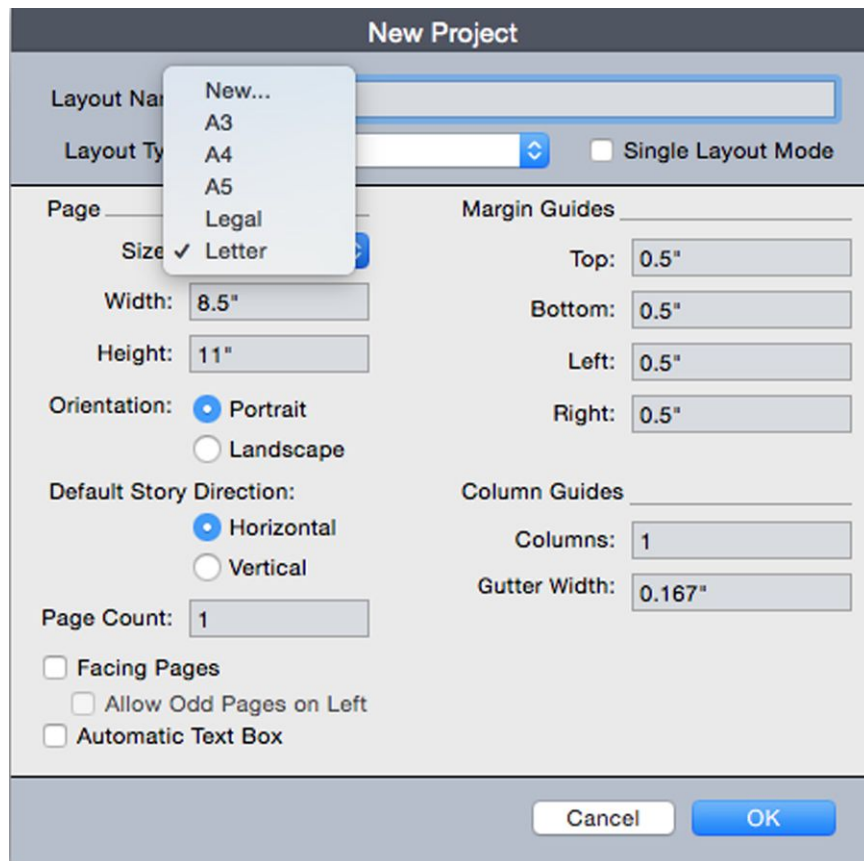 New Project
New...
Layout Na
A3
A4
Layout Ty
Single Layout Mode
A5
Page
Legal
Size ✓ Letter
Width: 8.5"
Height: 11"
Orientation: Portrait
Landscape
Default Story Direction:
Horizontal
Vertical
Page Count: 1
Facing Pages
Allow Odd Pages on Left
Automatic Text Box
Margin Guides
Top: 0.5"
Bottom: 0.5"
Left: 0.5"
Right: 0.5"
Column Guides
Columns: 1
Gutter Width: 0.167"
Cancel
OK